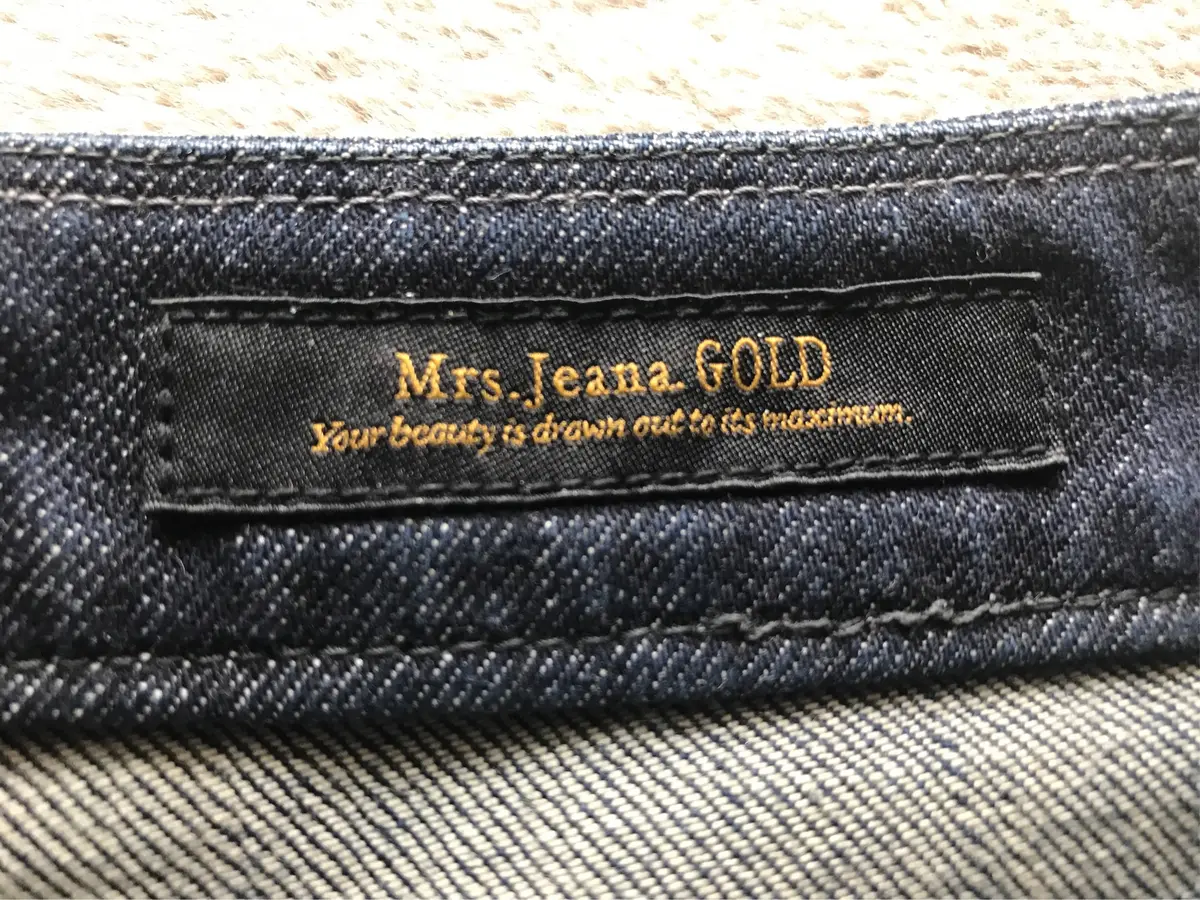 Mrs.Jeana.GOLD
Your beauty is drawn out to its maximum.